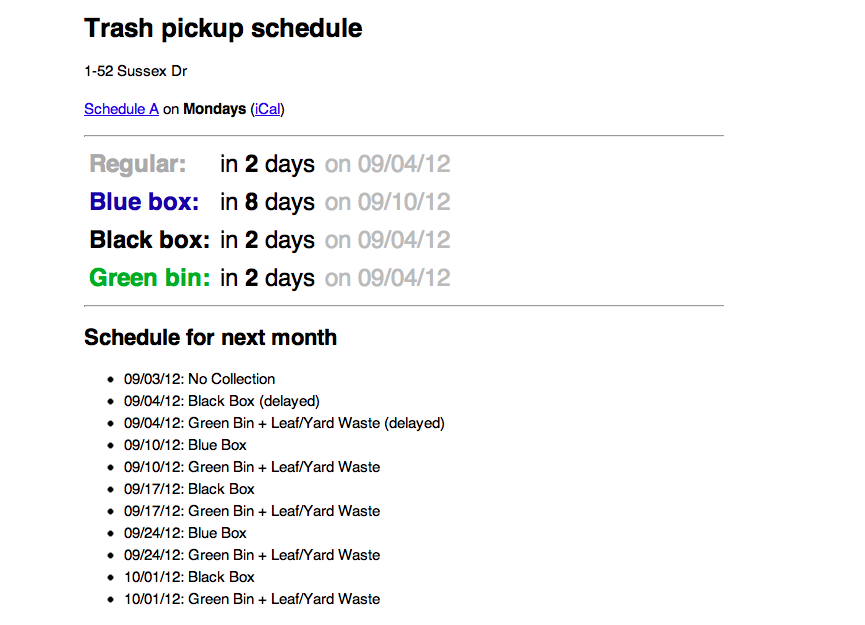 Trash pickup schedule
1-52 Sussex Dr
Schedule A on Mondays (iCal)
Regular: in 2 days on 09/04/12
Blue box: in 8 days on 09/10/12
Black box: in 2 days on 09/04/12
Green bin: in 2 days on 09/04/12
Schedule for next month
• 09/03/12: No Collection
• 09/04/12: Black Box (delayed)
• 09/04/12: Green Bin + Leaf/Yard Waste (delayed)
• 09/10/12: Blue Box
• 09/10/12: Green Bin + Leaf/Yard Waste
• 09/17/12: Black Box
• 09/17/12: Green Bin + Leaf/Yard Waste
• 09/24/12: Blue Box
• 09/24/12: Green Bin + Leaf/Yard Waste
• 10/01/12: Black Box
• 10/01/12: Green Bin + Leaf/Yard Waste